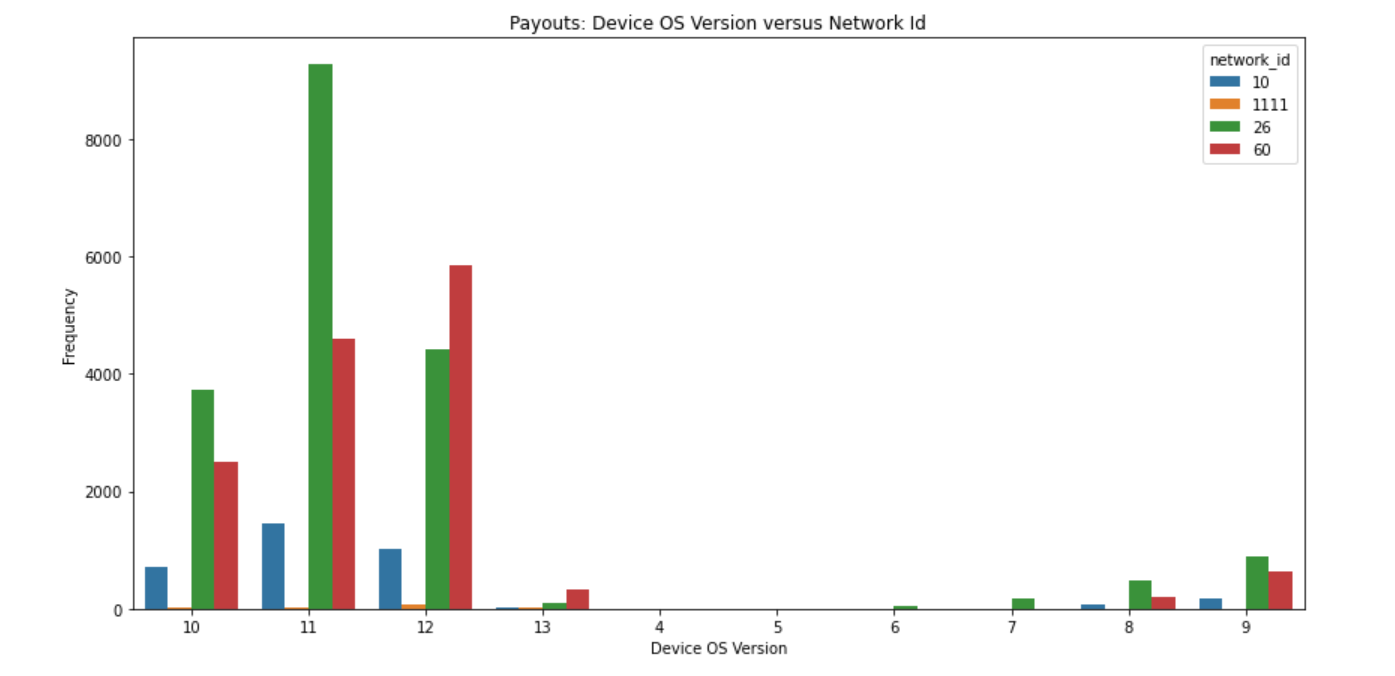 Payouts: Device OS Version versus Network Id
network_id
10
1111
26
60
8000
6000
4000
2000
0
Frequency
10 11 12 13 4 5 6 7 8 9
Device OS Version